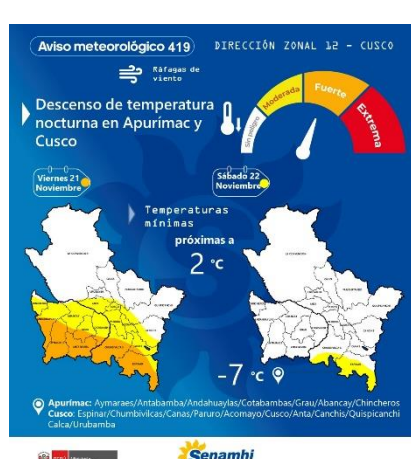 Aviso meteorológico 419
DIRECCIÓN ZONAL 12 - CUSCO
Ráfagas de
viento
Descenso de temperatura
nocturna en Apurímac y
Cusco
Sin peligro
Moderada
Fuerte
Extrema
Viernes 21
Noviembre
Sábado 22
Noviembre
Temperaturas
mínimas
próximas a
2 °C
-7 °C
Apurímac: Aymaraes/Antabamba/Andahuaylas/Cotabambas/Grau/Abancay/Chincheros
Cusco: Espinar/Chumbivilcas/Canas/Paruro/Acomayo/Cusco/Anta/Canchis/Quispicanchi
Calca/Urubamba
PERÚ
Senamhi